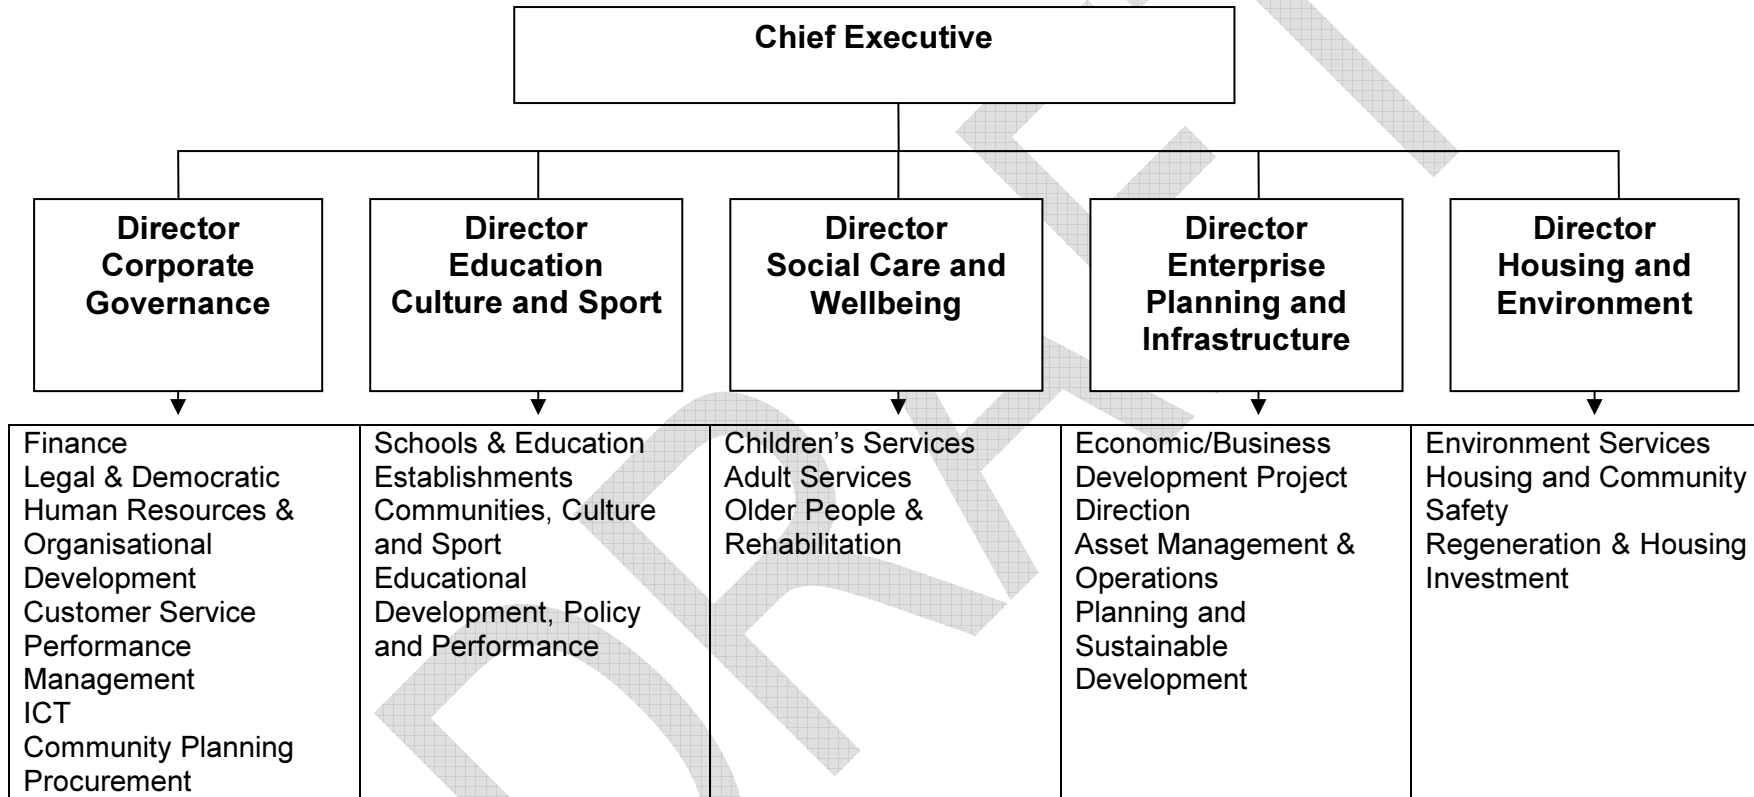 Chief Executive
Director
Corporate
Governance
Director
Education
Culture and Sport
Director
Social Care and
Wellbeing
Director
Enterprise
Planning and
Infrastructure
Director
Housing and
Environment
Finance
Legal & Democratic
Human Resources &
Organisational
Development
Customer Service
Performance
Management
ICT
Community Planning
Procurement
Schools & Education
Establishments
Communities, Culture
and Sport
Educational
Development, Policy
and Performance
Children’s Services
Adult Services
Older People &
Rehabilitation
Economic/Business
Development Project
Direction
Asset Management &
Operations
Planning and
Sustainable
Development
Environment Services
Housing and Community
Safety
Regeneration & Housing
Investment
DRAFT